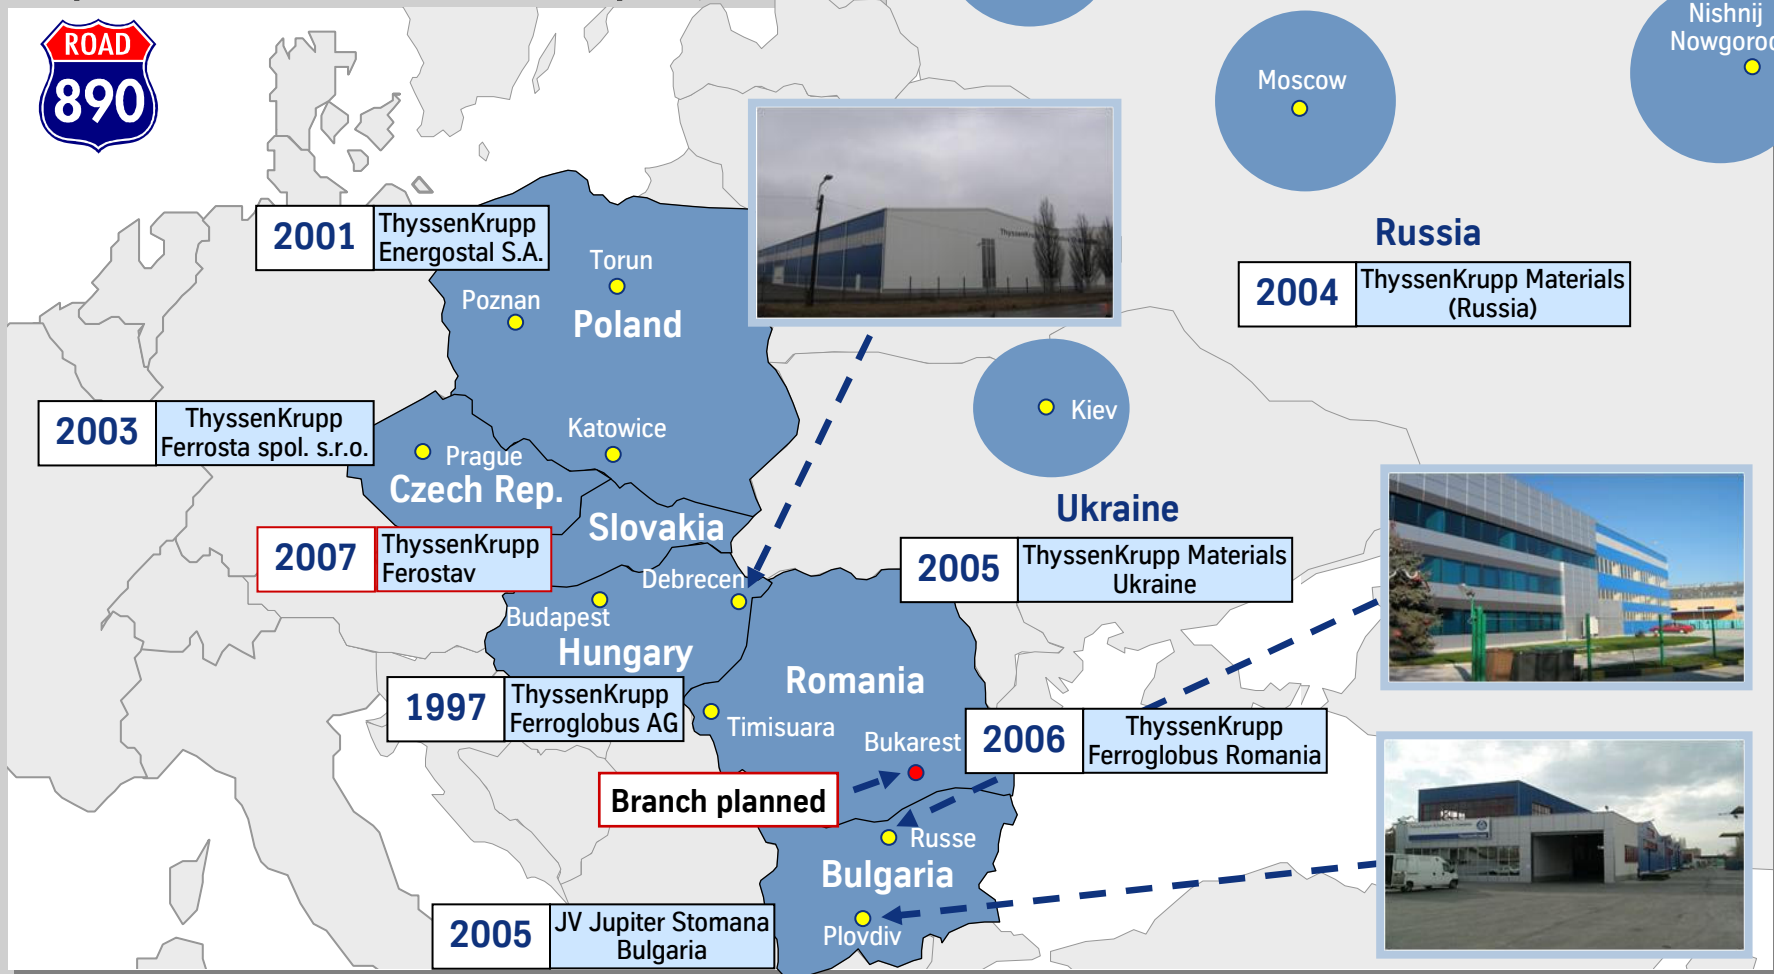 ROAD
890
Nishnij
Moscow
2001
ThyssenKrupp
Energostal S.A.
Torun
Poznan
Poland
Russia
2004
ThyssenKrupp Materials
(Russia)
2003
ThyssenKrupp
Ferrosta spol. s.r.o.
Katowice
Kiev
Prague
Czech Rep.
Slovakia
Ukraine
2007
ThyssenKrupp
Ferostav
Debrecen
2005
ThyssenKrupp Materials
Ukraine
Budapest
Hungary
Romania
1997
ThyssenKrupp
Ferroglobus AG
Timisuara
Bukarest
2006
ThyssenKrupp
Ferroglobus Romania
Branch planned
Russe
Bulgaria
2005
JV Jupiter Stomana
Bulgaria
Plovdiv